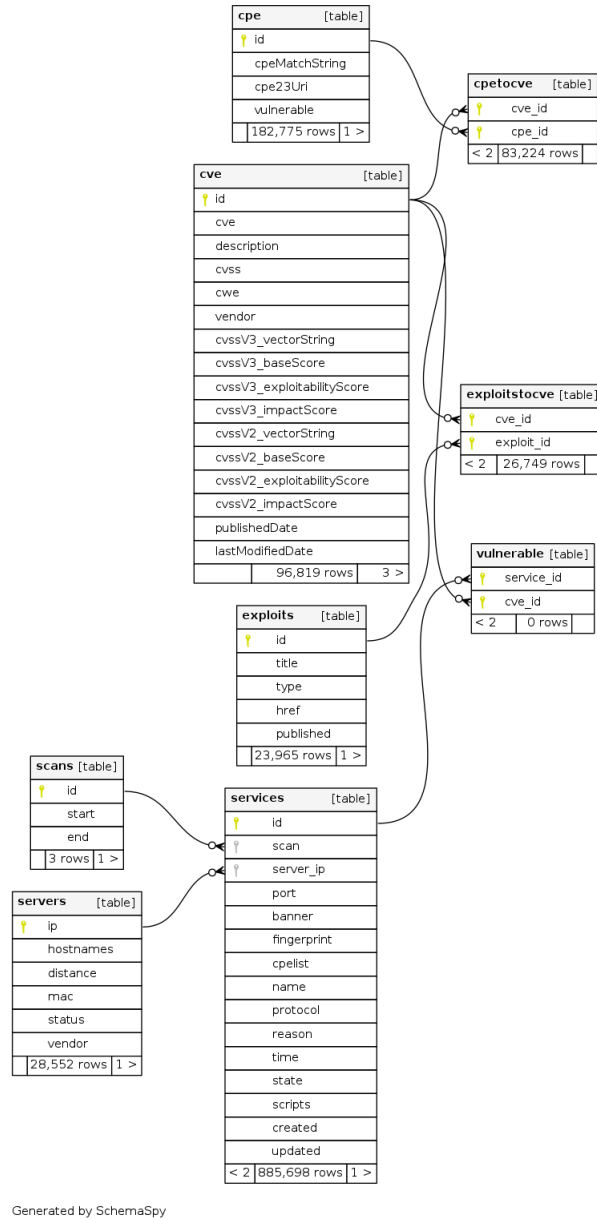 cpe [table]
id
cpeMatchString
cpe23Uri
vulnerable
182,775 rows 1 >
cpetocve [table]
cve_id
cpe_id
< 2 83,224 rows
cve [table]
id
cve
description
cvss
cwe
vendor
cvssV3_vectorString
cvssV3_baseScore
cvssV3_exploitabilityScore
cvssV3_impactScore
cvssV2_vectorString
cvssV2_baseScore
cvssV2_exploitabilityScore
cvssV2_impactScore
publishedDate
lastModifiedDate
96,819 rows 3 >
exploitstocve [table]
cve_id
exploit_id
< 2 26,749 rows
vulnerable [table]
service_id
cve_id
< 2 0 rows
exploits [table]
id
title
type
href
published
23,965 rows 1 >
scans [table]
id
start
end
3 rows 1 >
services [table]
id
scan
server_ip
port
banner
fingerprint
cpelist
name
protocol
reason
time
state
scripts
created
updated
< 2 885,698 rows 1 >
servers [table]
ip
hostnames
distance
mac
status
vendor
28,552 rows 1 >
Generated by SchemaSpy